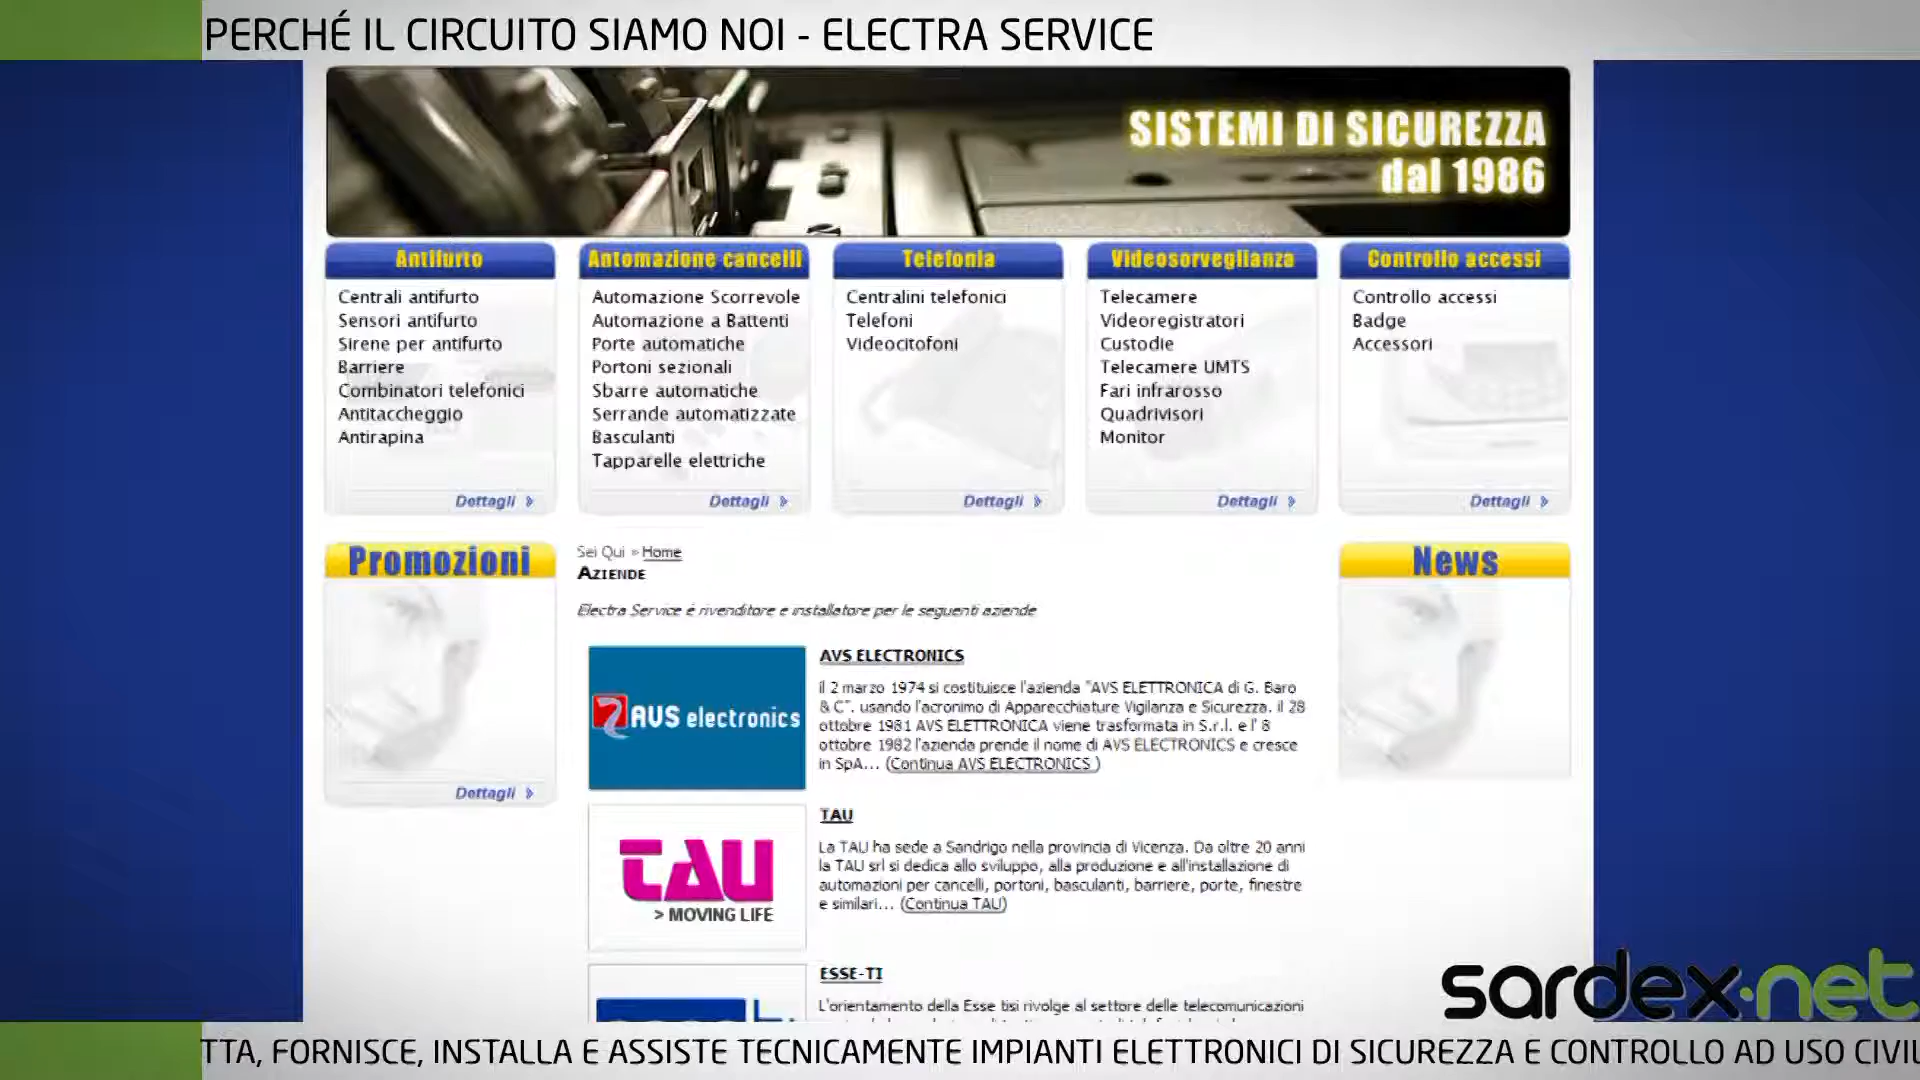 PERCHÉ IL CIRCUITO SIAMO NOI - ELECTRA SERVICE
SISTEMI DI SICUREZZA
dal 1986
Antifurto
Centrali antifurto
Sensori antifurto
Sirene per antifurto
Barriere
Combinatori telefonici
Antitaccheggio
Antirapina
Dettagli »
Automazione cancelli
Automazione Scorrevole
Automazione a Battenti
Porte automatiche
Portoni sezionali
Sbarre automatiche
Serrande automatizzate
Basculanti
Tapparelle elettriche
Dettagli »
Telefonia
Centralini telefonici
Telefoni
Videocitofoni
Dettagli »
Videosorveglianza
Telecamere
Videoregistratori
Custodie
Telecamere UMTS
Fari infrarosso
Quadrivisori
Monitor
Dettagli »
Controllo accessi
Controllo accessi
Badge
Accessori
Dettagli »
Promozioni
Dettagli »
Sei Qui » Home
AZIENDE
Electra Service è rivenditore e installatore per le seguenti aziende
AVS electronics
AVS ELECTRONICS
il 2 marzo 1974 si costituisce l'azienda "AVS ELETTRONICA di G. Baro
& C". usando l'acronimo di Apparecchiature Vigilanza e Sicurezza. il 28
ottobre 1981 AVS ELETTRONICA viene trasformata in S.r.l. e l' 8
ottobre 1982 l'azienda prende il nome di AVS ELECTRONICS e cresce
in SpA... (Continua AVS ELECTRONICS )
TAU
> MOVING LIFE
TAU
La TAU ha sede a Sandrigo nella provincia di Vicenza. Da oltre 20 anni
la TAU srl si dedica allo sviluppo, alla produzione e all'installazione di
automazioni per cancelli, portoni, basculanti, barriere, porte, finestre
e similari... (Continua TAU)
ESSE-TI
L'orientamento della Esse tisi rivolge al settore delle telecomunicazioni
News
sardex.net
TTA, FORNISCE, INSTALLA E ASSISTE TECNICAMENTE IMPIANTI ELETTRONICI DI SICUREZZA E CONTROLLO AD USO CIVIL